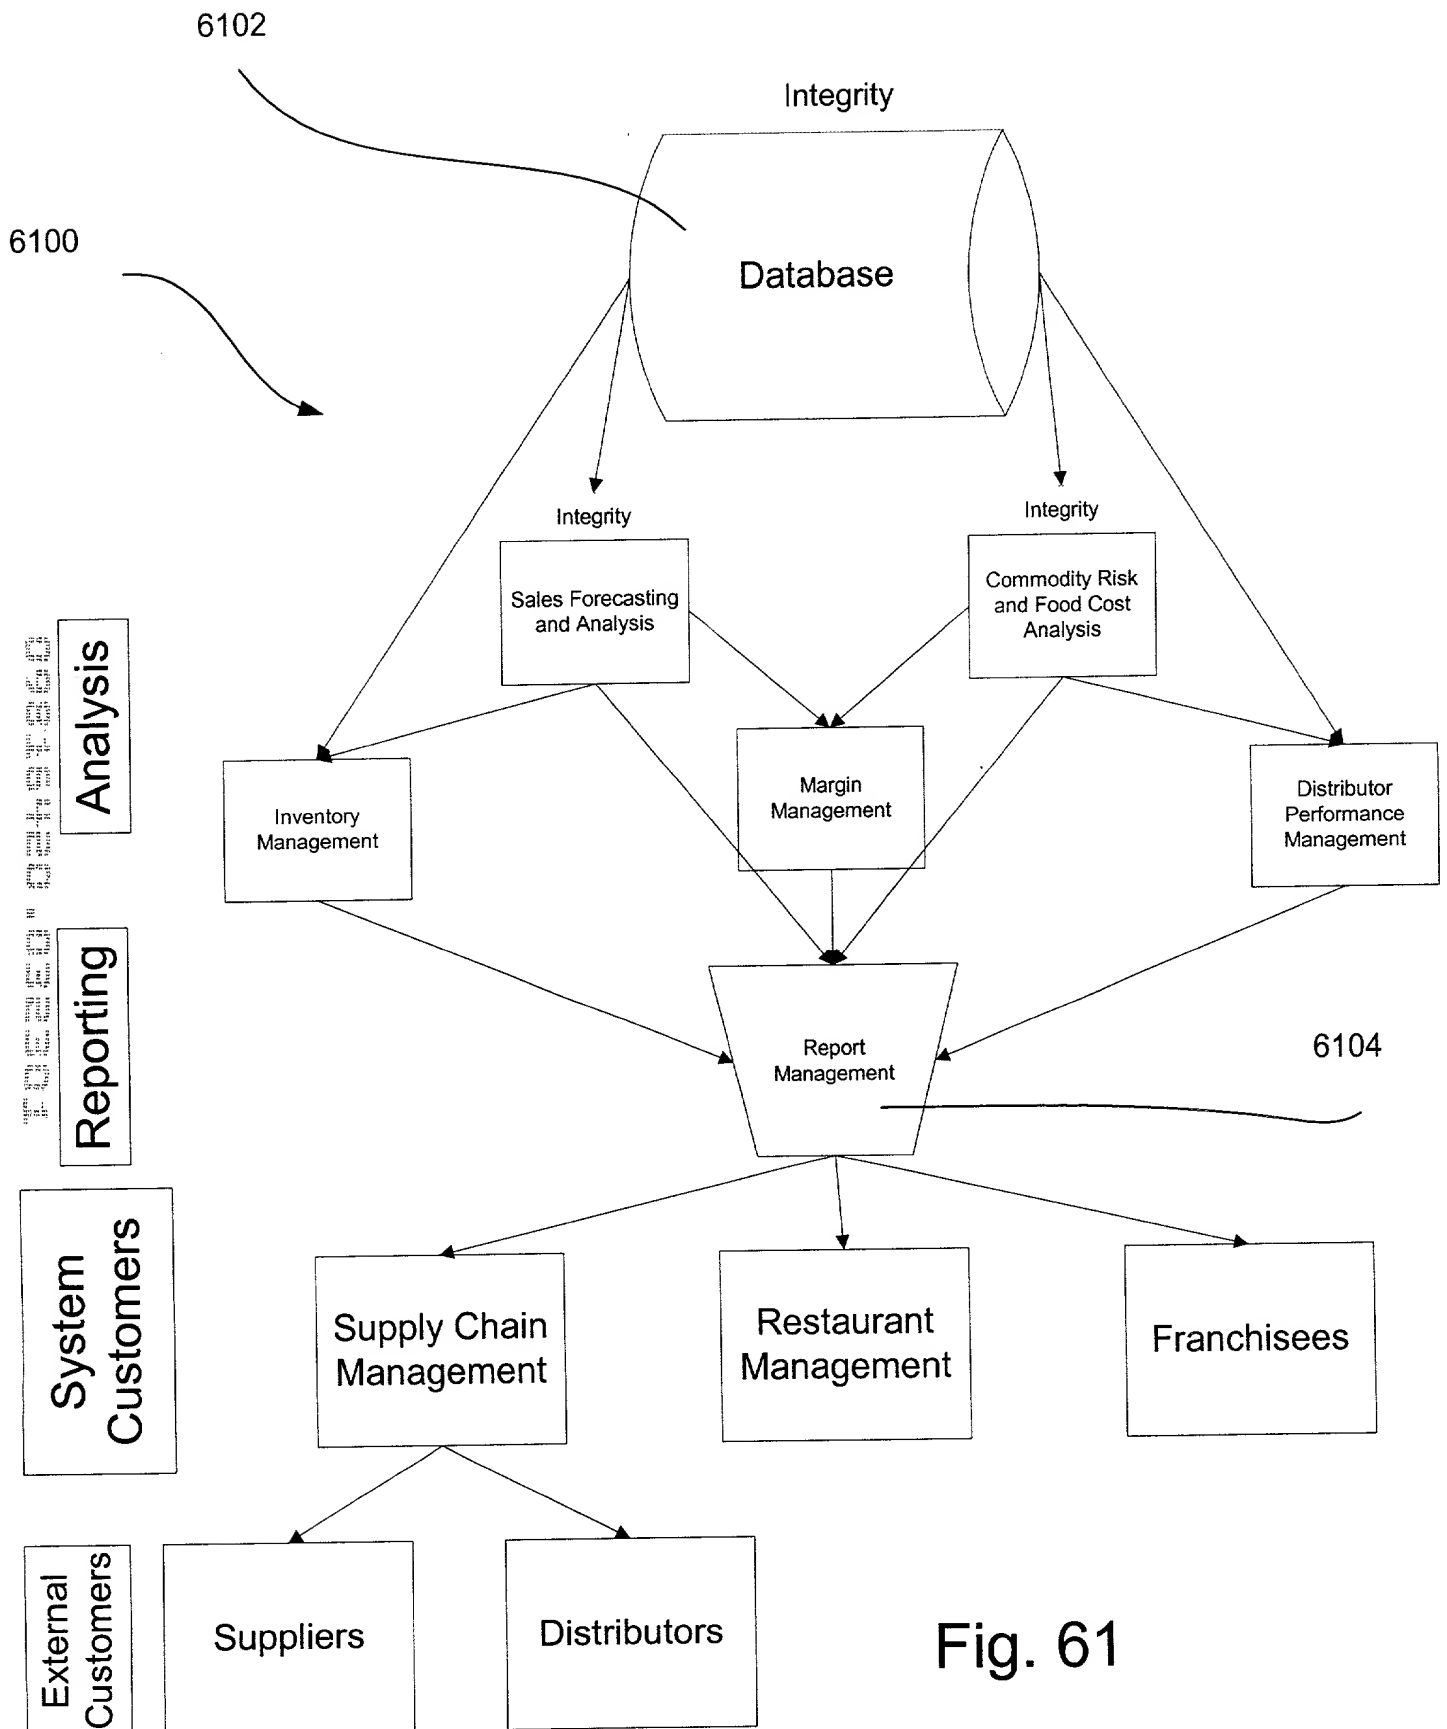 6102
Integrity
6100
Database
Integrity
Integrity
Sales Forecasting
and Analysis
Commodity Risk
and Food Cost
Analysis
Analysis
Inventory
Management
Margin
Management
Distributor
Performance
Management
Reporting
Report
Management
6104
System
Customers
Supply Chain
Management
Restaurant
Management
Franchisees
External
Customers
Suppliers
Distributors
Fig. 61